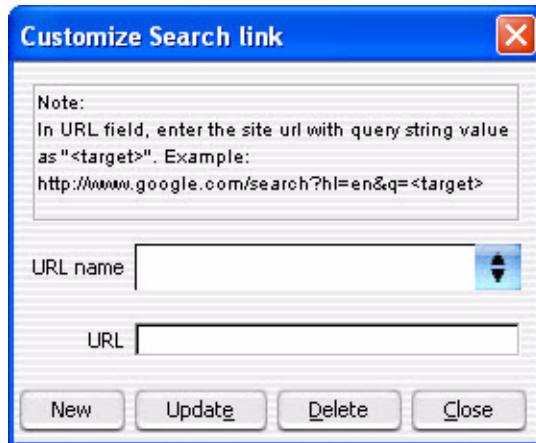 Customize Search link
Note:
In URL field, enter the site url with query string value
as "<target>". Example:
http://www.google.com/search?hl=en&q=<target>
URL name
URL
New Update Delete Close